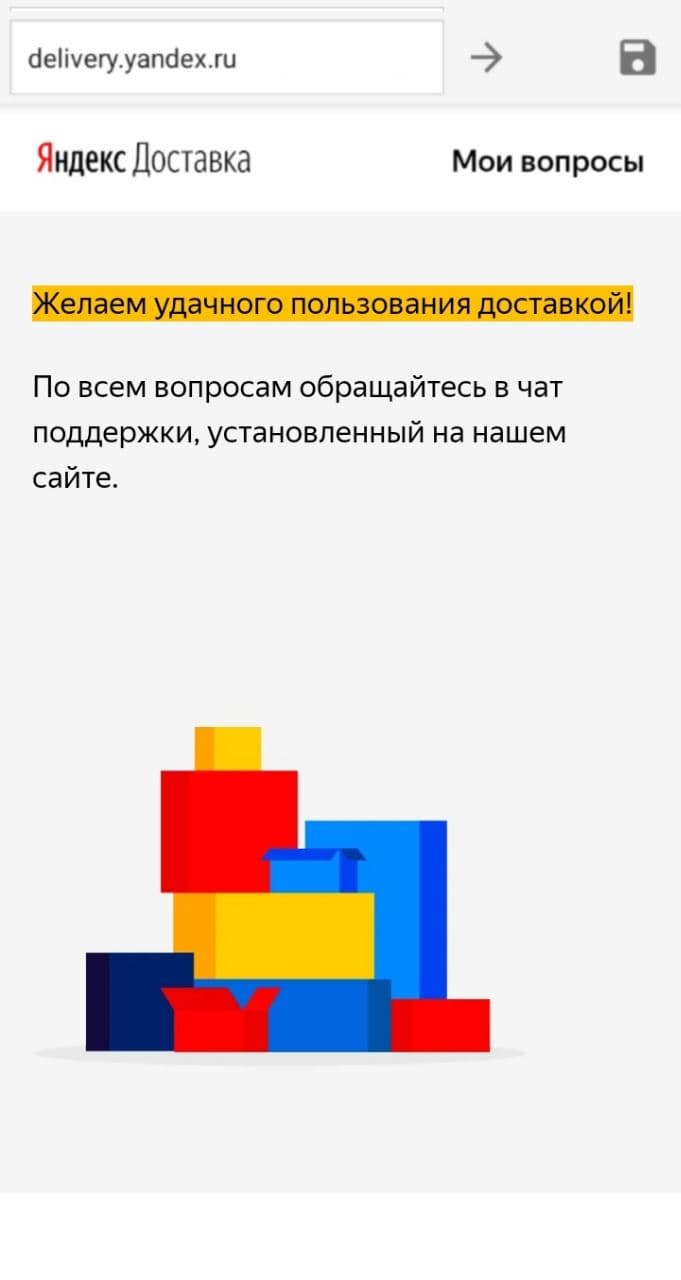 delivery.yandex.ru
Яндекс Доставка
Мои вопросы
Желаем удачного пользования доставкой!
По всем вопросам обращайтесь в чат
поддержки, установленный на нашем
сайте.